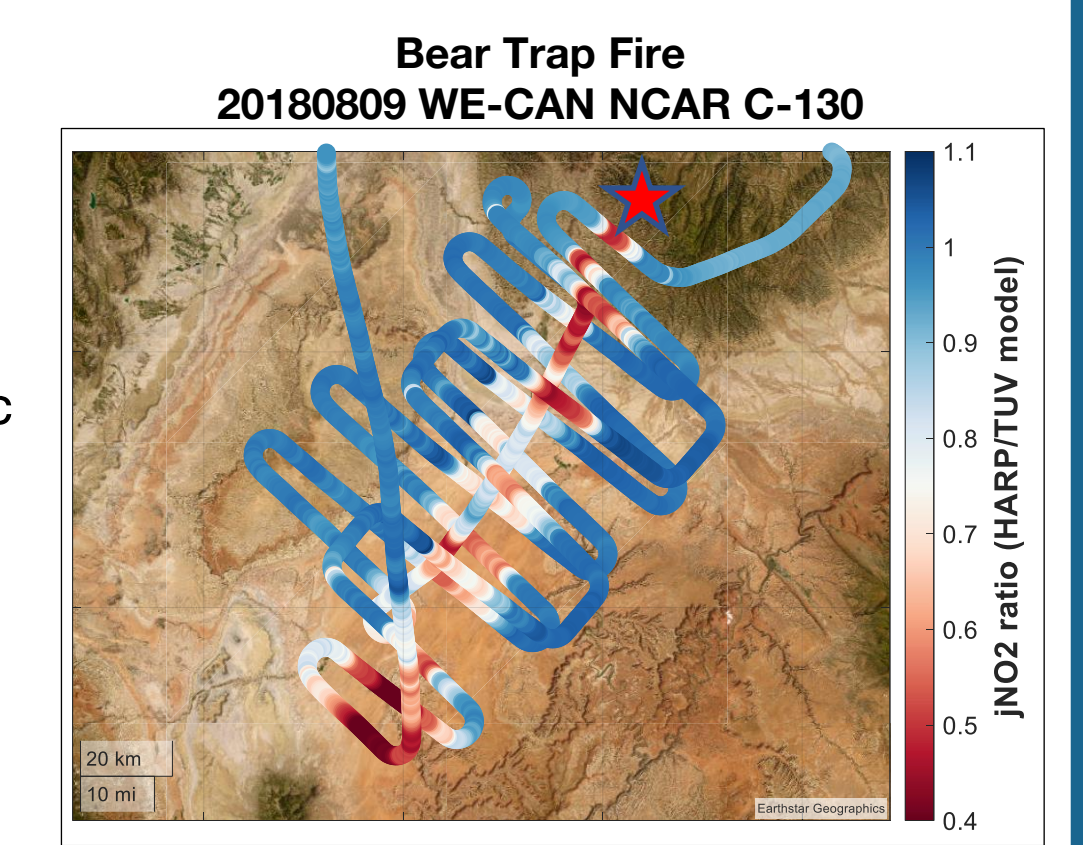 Bear Trap Fire
20180809 WE-CAN NCAR C-130
C
1.1
1
0.9
0.8
0.7
0.6
0.5
0.4
jNO2 ratio (HARP/TUV model)
20 km
10 mi
Earthstar Geographics